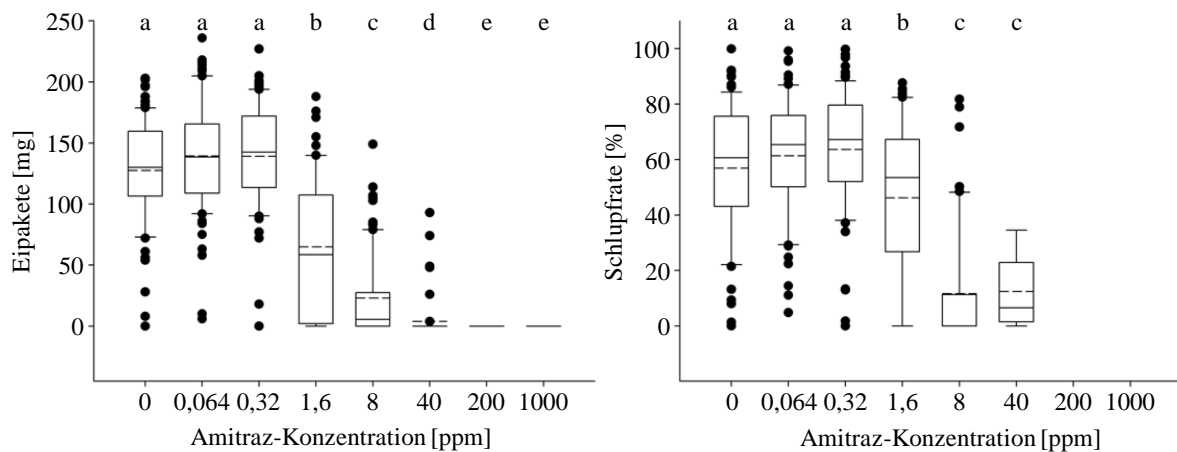 a a a b c d e e
250
200
150
100
50
0
Eipakete [mg]
0 0,064 0,32 1,6 8 40 200 1000
Amitraz-Konzentration [ppm]
a a a b c c
100
80
60
40
20
0
Schlupfrate [%]
0 0,064 0,32 1,6 8 40 200 1000
Amitraz-Konzentration [ppm]